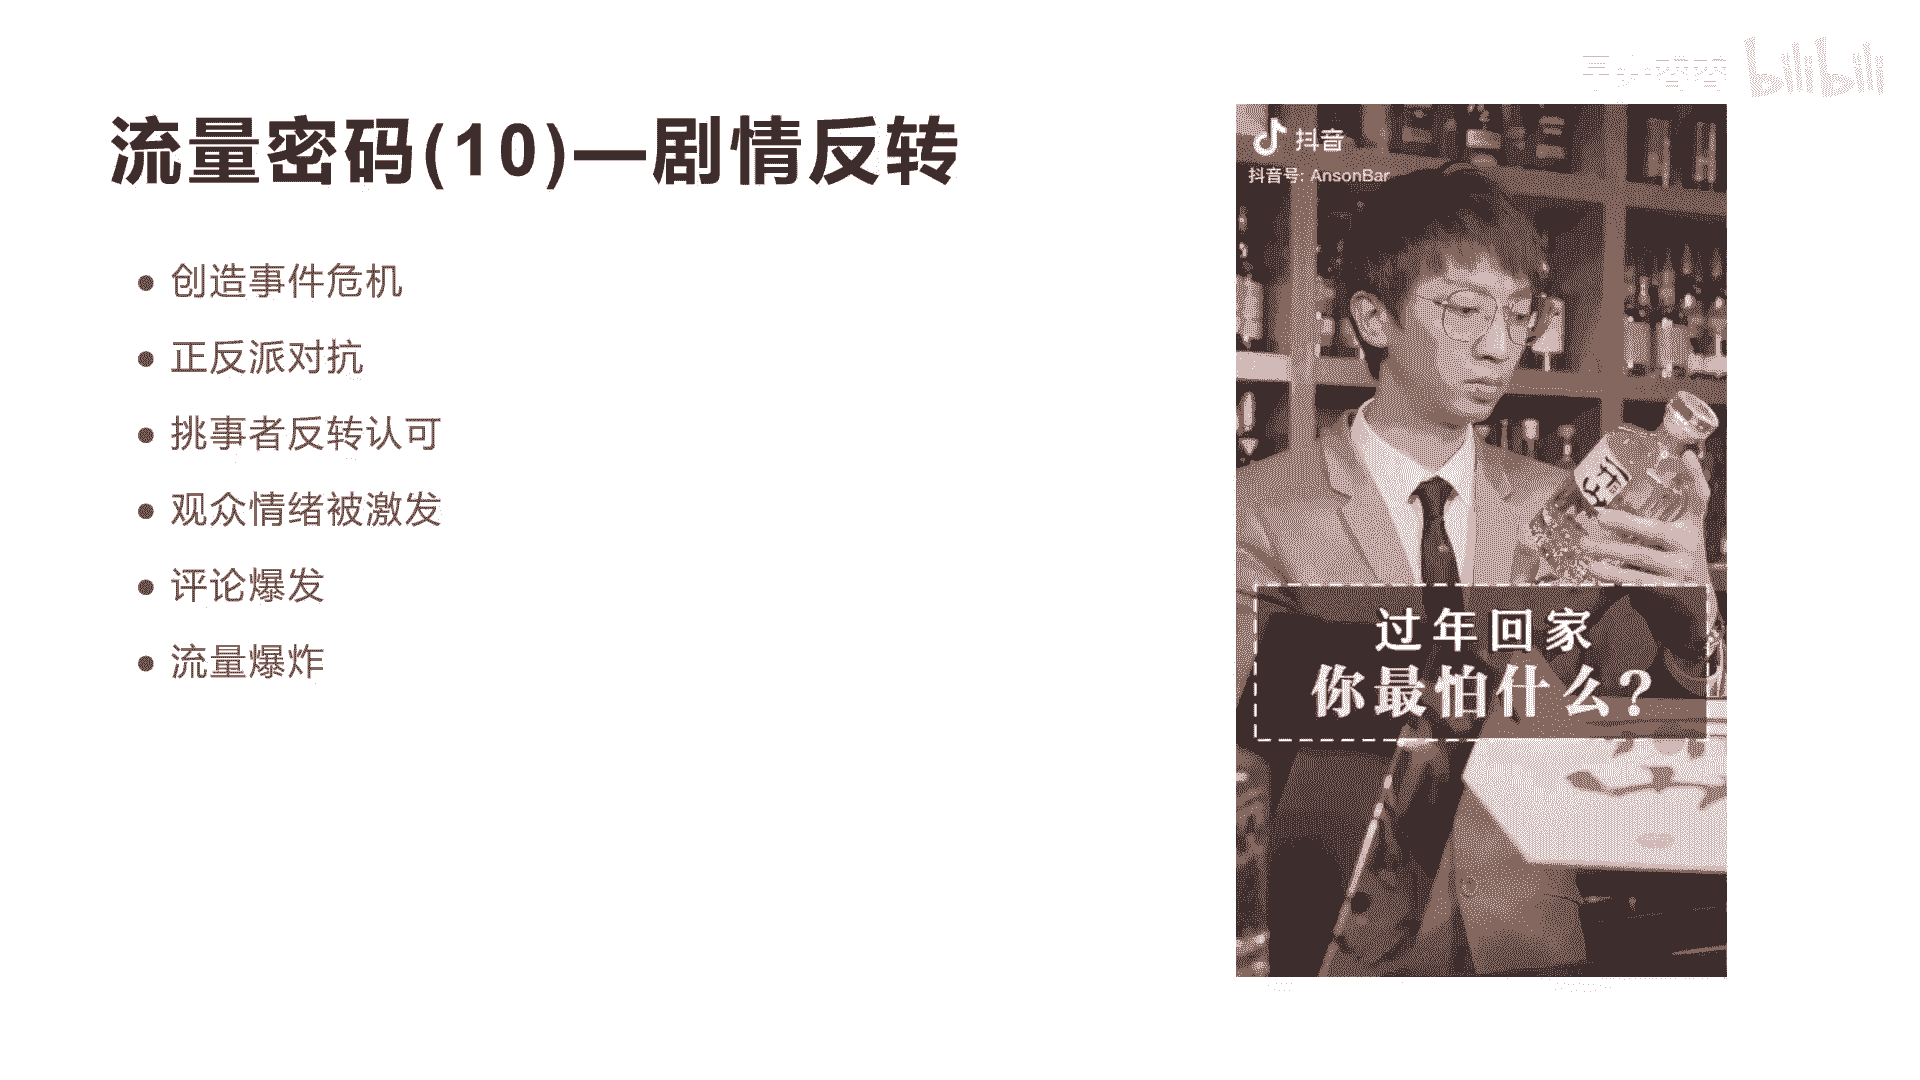 bilibili
流量密码(10)—剧情反转
创造事件危机
正反派对抗
挑事者反转认可
观众情绪被激发
评论爆发
流量爆炸
抖音
抖音号: AnsonBar
过年回家
你最怕什么?